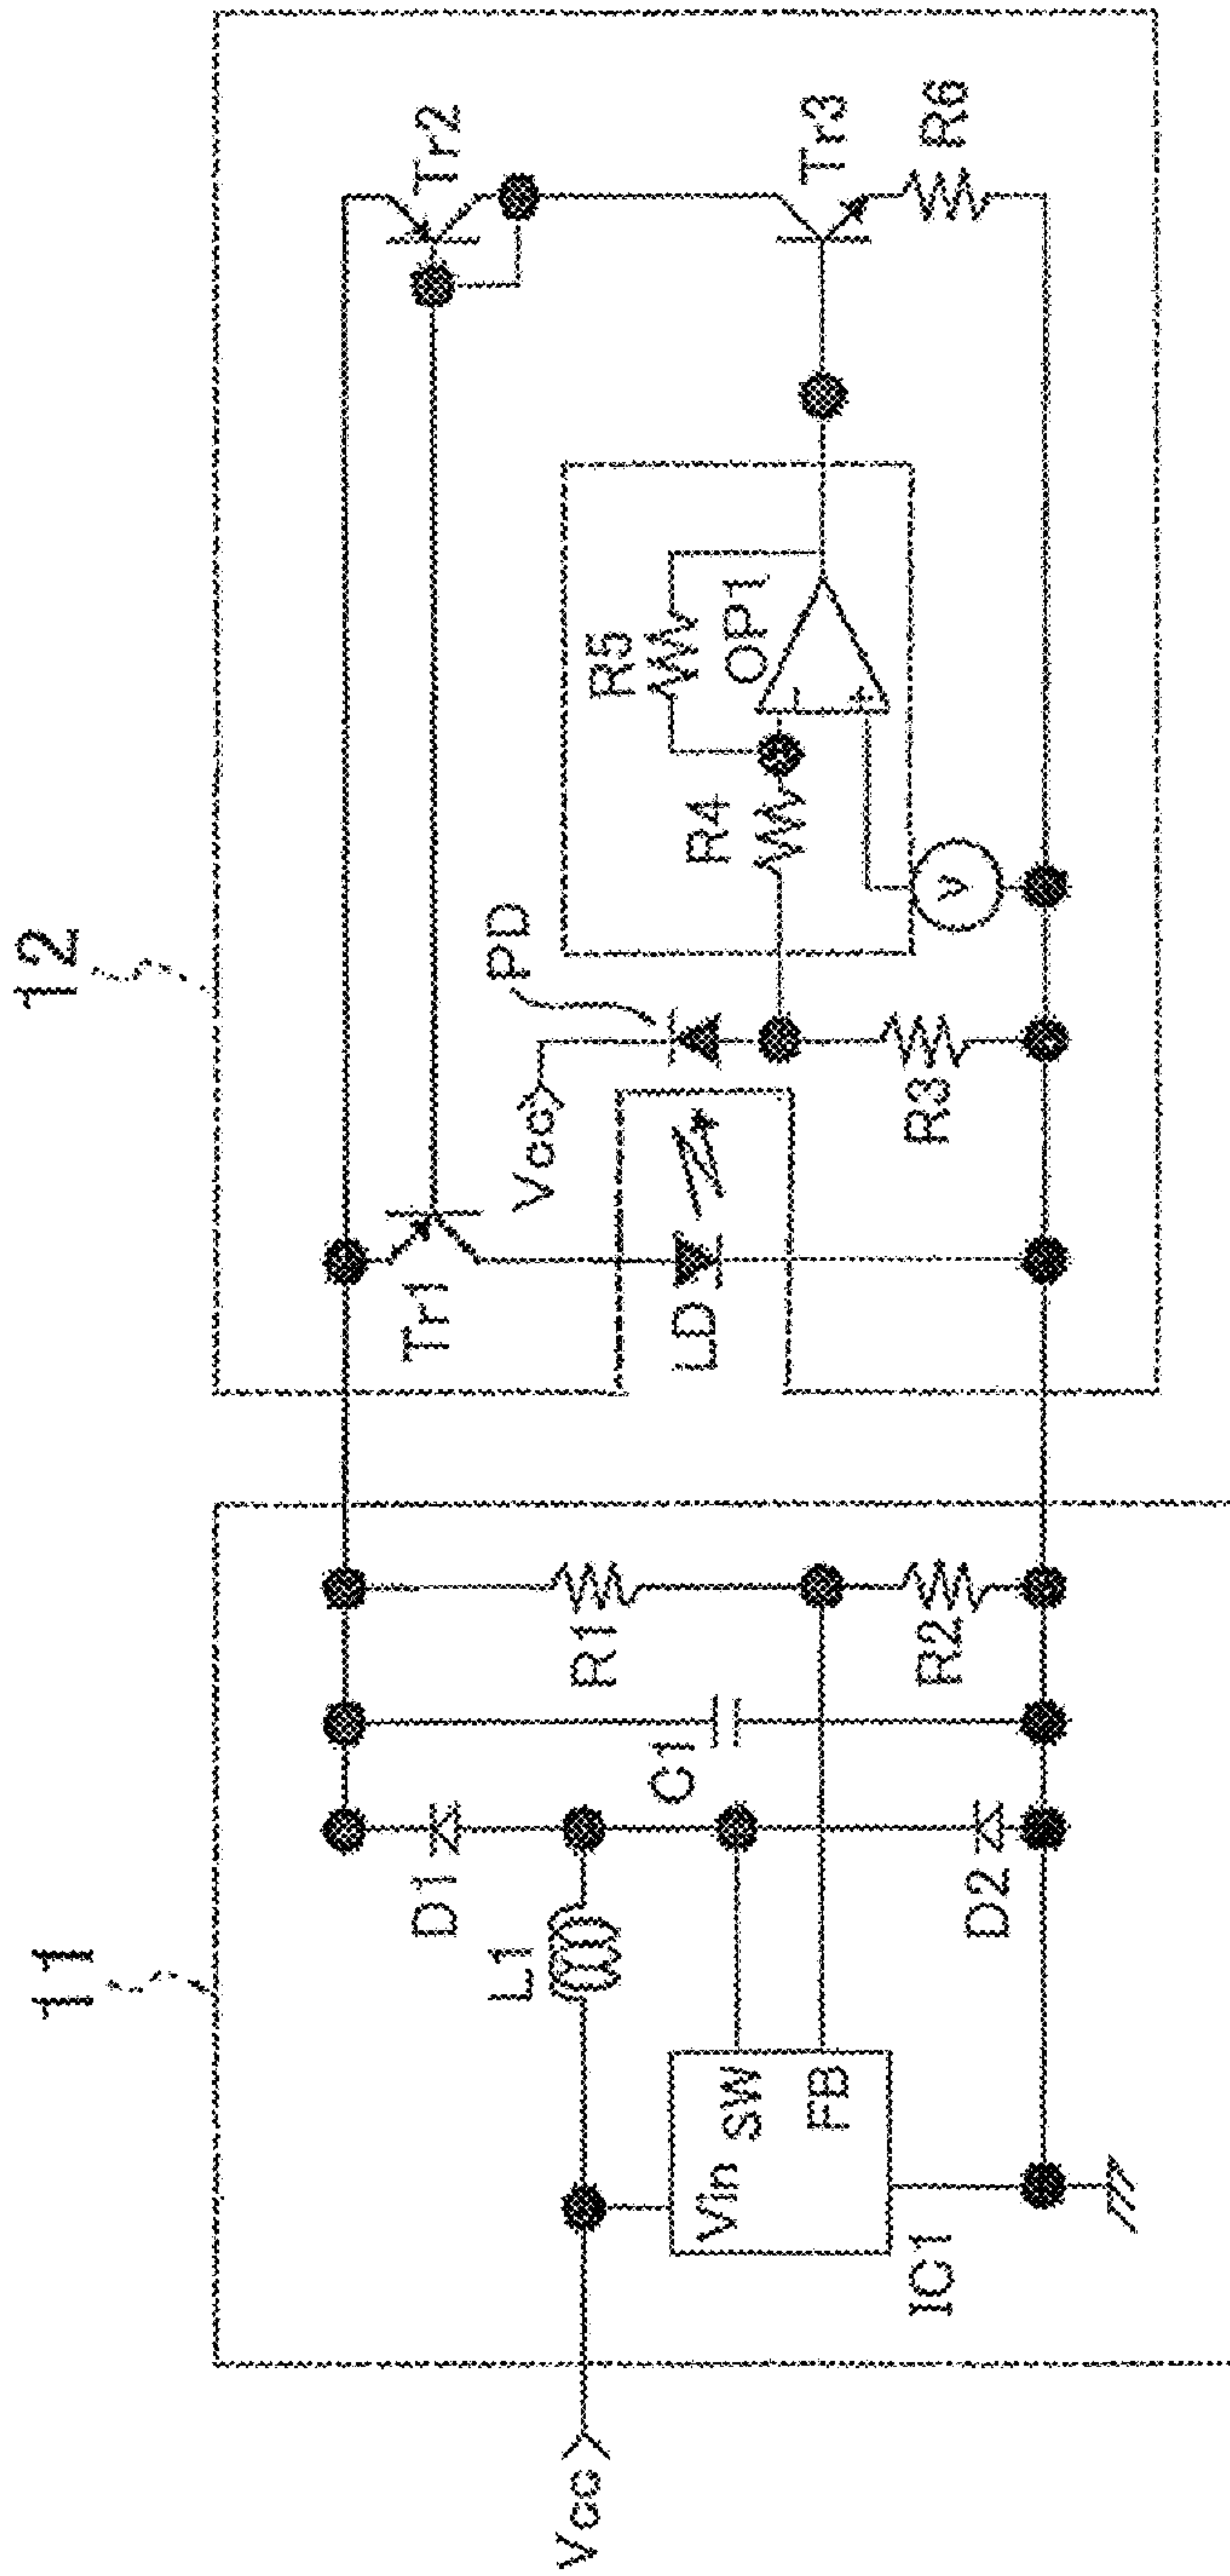 11
12
Vcc
L1
D1
C1
R1
Vin
SW
FB
IC1
D2
R2
Tr1
Tr2
Vcc
PD
LD
R5
R4
OP1
-
+
V
R3
Tr3
R6